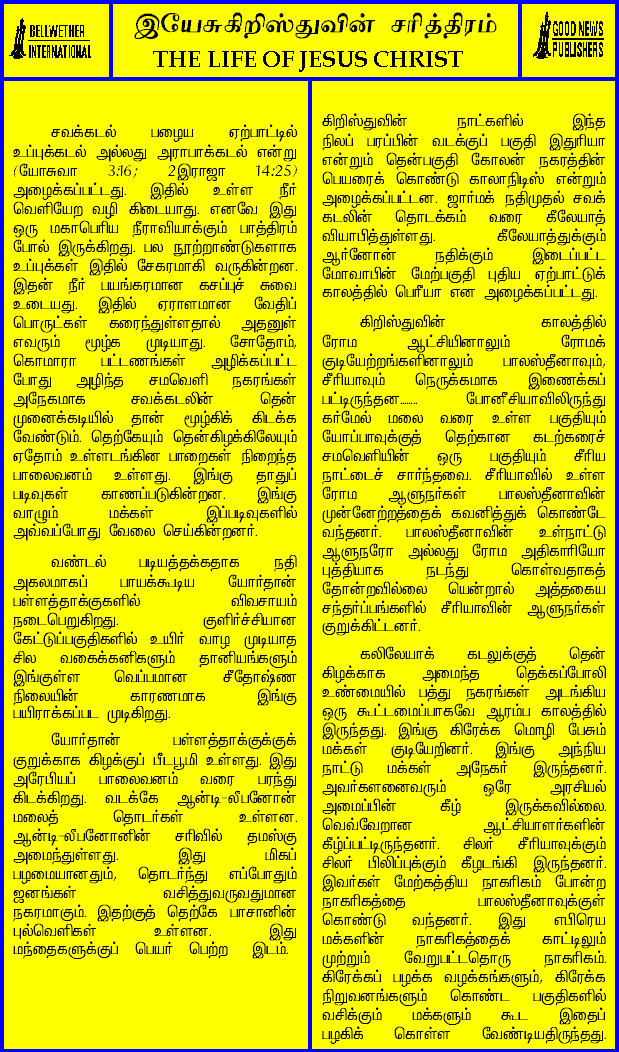 BELLWETHER
INTERNATIONAL
இயேசுகிறிஸ்துவின் சரித்திரம்
THE LIFE OF JESUS CHRIST
GOOD NEWS
PUBLISHERS
சவக்கடல் பழைய ஏற்பாட்டில்
உப்புக்கடல் அல்லது அராபாக்கடல் என்று
(யோசுவா 3:16; 2இராஜா 14:25)
அழைக்கப்பட்டது. இதில் உள்ள நீர்
வெளியேற வழி கிடையாது. எனவே இது
ஒரு மகாபெரிய நீராவியாக்கும் பாத்திரம்
போல் இருக்கிறது. பல நூற்றாண்டுகளாக
உப்புக்கள் இதில் சேகரமாகி வருகின்றன.
இதன் நீர் பயங்கரமான கசப்புச் சுவை
உடையது. இதில் ஏராளமான வேதிப்
பொருட்கள் கரைந்துள்ளதால் அதனுள்
எவரும் மூழ்க முடியாது. சோதோம்,
கொமாரா பட்டணங்கள் அழிக்கப்பட்ட
போது அழிந்த சமவெளி நகரங்கள்
அநேகமாக சவக்கடலின் தென்
முனைக்கடியில் தான் மூழ்கிக் கிடக்க
வேண்டும். தெற்கேயும் தென்கிழக்கிலேயும்
ஏதோம் உள்ளடங்கின பாறைகள் நிறைந்த
பாலைவனம் உள்ளது. இங்கு தாதுப்
படிவுகள் காணப்படுகின்றன. இங்கு
வாழும் மக்கள் இப்படிவுகளில்
அவ்வப்போது வேலை செய்கின்றனர்.
வண்டல் படியத்தக்கதாக நதி
அகலமாகப் பாயக்கூடிய யோர்தான்
பள்ளத்தாக்குகளில் விவசாயம்
நடைபெறுகிறது. குளிர்ச்சியான
கேட்டுப்பகுதிகளில் உயிர் வாழ முடியாத
சில வகைக்கனிகளும் தானியங்களும்
இங்குள்ள வெப்பமான சீதோஷ்ண
நிலையின் காரணமாக இங்கு
பயிராக்கப்பட முடிகிறது.
யோர்தான் பள்ளத்தாக்குக்குக்
குறுக்காக கிழக்குப் பீடபூமி உள்ளது. இது
அரேபியப் பாலைவனம் வரை பரந்து
கிடக்கிறது. வடக்கே ஆன்டி-லீபனோன்
மலைத் தொடர்கள் உள்ளன.
ஆன்டி-லீபனோனின் சரிவில் தமஸ்கு
அமைந்துள்ளது. இது மிகப்
பழமையானதும், தொடர்ந்து எப்போதும்
ஜனங்கள் வசித்துவருவதுமான
நகரமாகும். இதற்குத் தெற்கே பாசானின்
புல்வெளிகள் உள்ளன. இது
மந்தைகளுக்குப் பெயர் பெற்ற இடம்.
கிறிஸ்துவின் நாட்களில் இந்த
நிலப் பரப்பின் வடக்குப் பகுதி இதுரியா
என்றும் தென்பகுதி கோலன் நகரத்தின்
பெயரைக் கொண்டு காலாநிடிஸ் என்றும்
அழைக்கப்பட்டன. ஜார்மக் நதிமுதல் சவக்
கடலின் தொடக்கம் வரை கீலேயாத்
வியாபித்துள்ளது. கீலேயாத்துக்கும்
ஆர்னோன் நதிக்கும் இடைப்பட்ட
மோவாபின் மேற்பகுதி புதிய ஏற்பாட்டுக்
காலத்தில் பெரீயா என அழைக்கப்பட்டது.
கிறிஸ்துவின் காலத்தில்
ரோம ஆட்சியினாலும் ரோமக்
குடியேற்றங்களினாலும் பாலஸ்தீனாவும்,
சீரியாவும் நெருக்கமாக இணைக்கப்
பட்டிருந்தன....... போனீசியாவிலிருந்து
கர்மேல் மலை வரை உள்ள பகுதியும்
யோப்பாவுக்குத் தெற்கான கடற்கரைச்
சமவெளியின் ஒரு பகுதியும் சீரிய
நாட்டைச் சார்ந்தவை. சீரியாவில் உள்ள
ரோம ஆளுநர்கள் பாலஸ்தீனாவின்
முன்னேற்றத்தைக் கவனித்துக் கொண்டே
வந்தனர். பாலஸ்தீனாவின் உள்நாட்டு
ஆளுநரோ அல்லது ரோம அதிகாரியோ
புத்தியாக நடந்து கொள்வதாகத்
தோன்றவில்லை யென்றால் அத்தகைய
சந்தர்ப்பங்களில் சீரியாவின் ஆளுநர்கள்
குறுக்கிட்டனர்.
கலிலேயாக் கடலுக்குத் தென்
கிழக்காக அமைந்த தெக்கப்போலி
உண்மையில் பத்து நகரங்கள் அடங்கிய
ஒரு கூட்டமைப்பாகவே ஆரம்ப காலத்தில்
இருந்தது. இங்கு கிரேக்க மொழி பேசும்
மக்கள் குடியேறினர். இங்கு அந்நிய
நாட்டு மக்கள் அநேகர் இருந்தனர்.
அவர்களனைவரும் ஒரே அரசியல்
அமைப்பின் கீழ் இருக்கவில்லை.
வெவ்வேறான ஆட்சியாளர்களின்
கீழ்ப்பட்டிருந்தனர். சிலர் சீரியாவுக்கும்
சிலர் பிலிப்புக்கும் கீழடங்கி இருந்தனர்.
இவர்கள் மேற்கத்திய நாகரிகம் போன்ற
நாகரிகத்தை பாலஸ்தீனாவுக்குள்
கொண்டு வந்தனர். இது எபிரெய
மக்களின் நாகரிகத்தைக் காட்டிலும்
முற்றும் வேறுபட்டதொரு நாகரிகம்.
கிரேக்கப் பழக்க வழக்கங்களும், கிரேக்க
நிறுவனங்களும் கொண்ட பகுதிகளில்
வசிக்கும் மக்களும் கூட இதைப்
பழகிக் கொள்ள வேண்டியதிருந்தது.